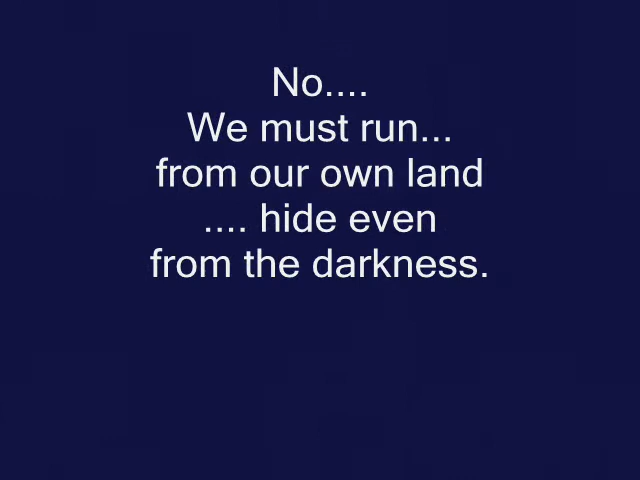 No....
We must run...
from our own land
.... hide even
from the darkness.